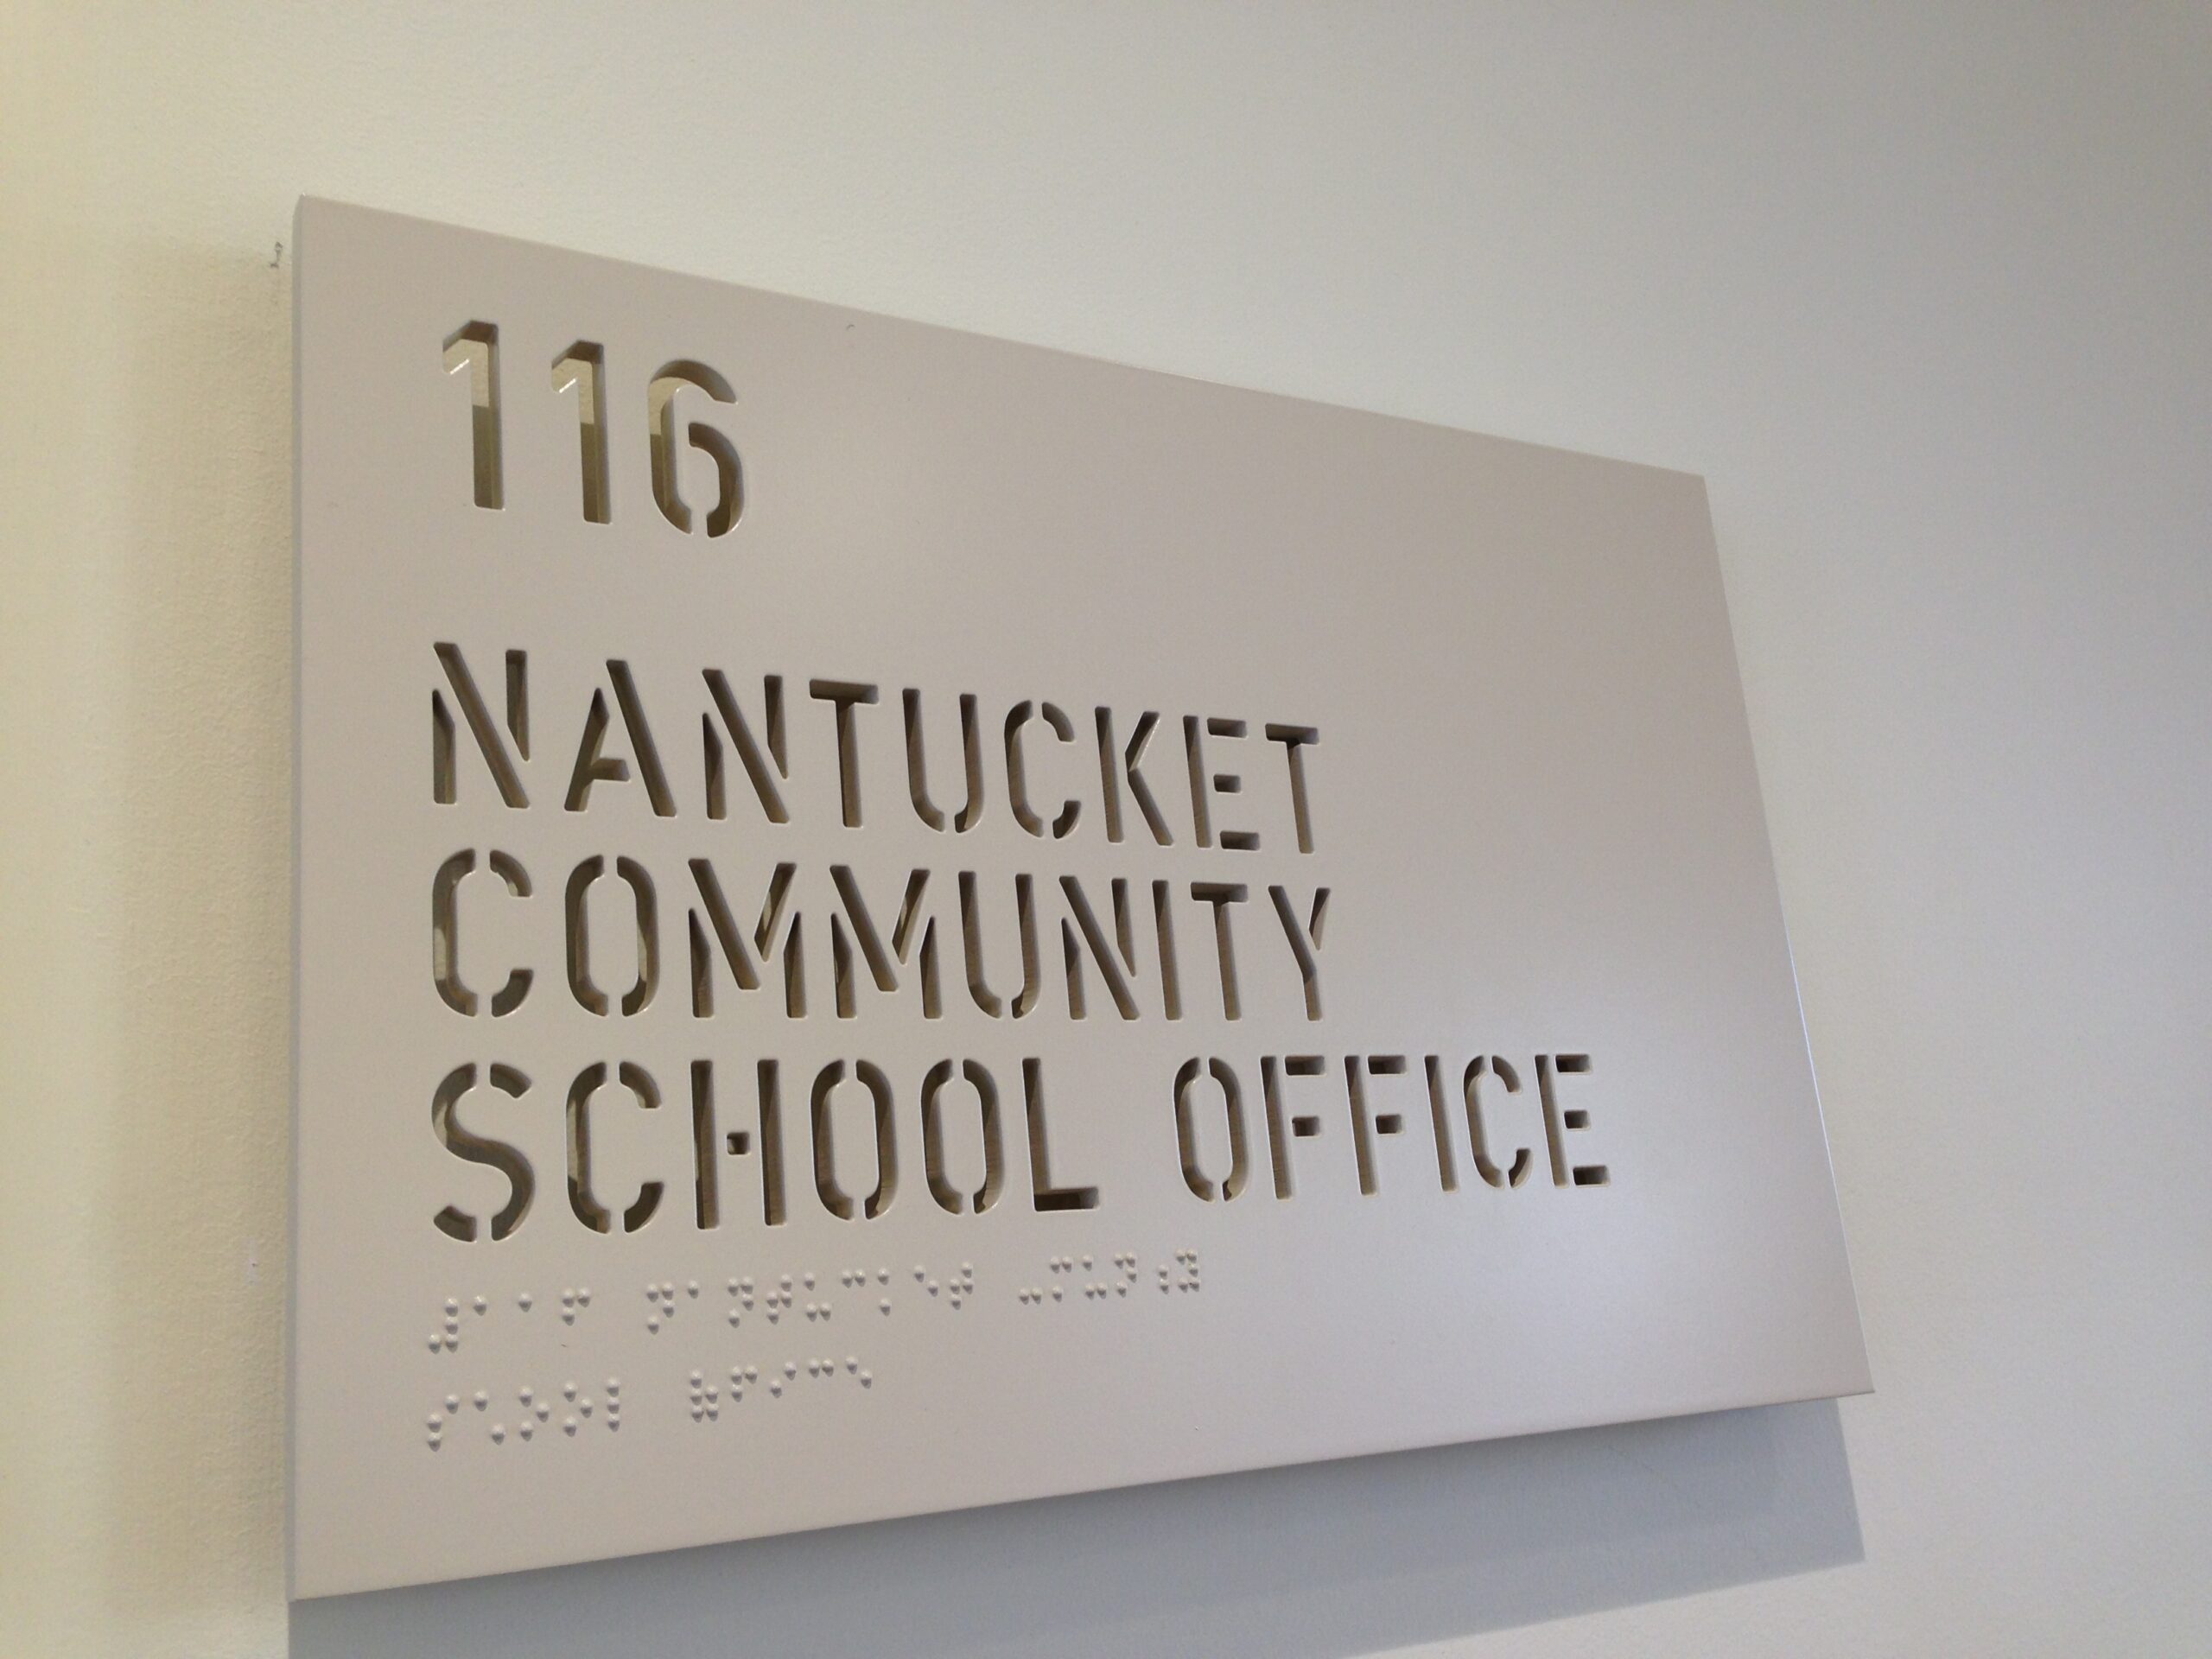 116
NANTUCKET
COMMUNITY
SCHOOL OFFICE